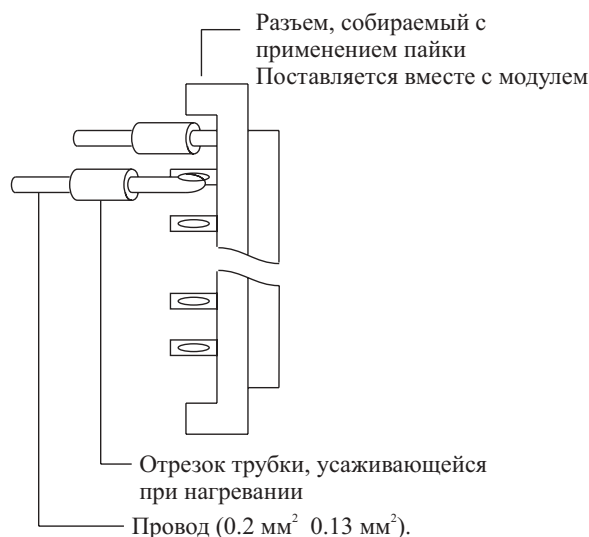 Разъем, собираемый с
применением пайки
Поставляется вместе с модулем
Отрезок трубки, усаживающейся
при нагревании
Провод (0.2 мм² 0.13 мм²).